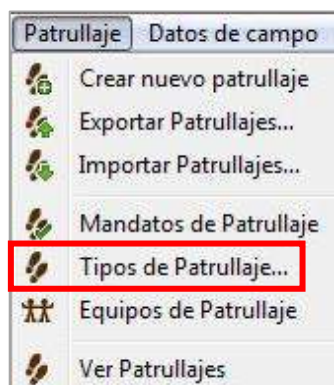 Patrullaje Datos de campo
Crear nuevo patrullaje
Exportar Patrullajes...
Importar Patrullajes...
Mandatos de Patrullaje
Tipos de Patrullaje...
Equipos de Patrullaje
Ver Patrullajes